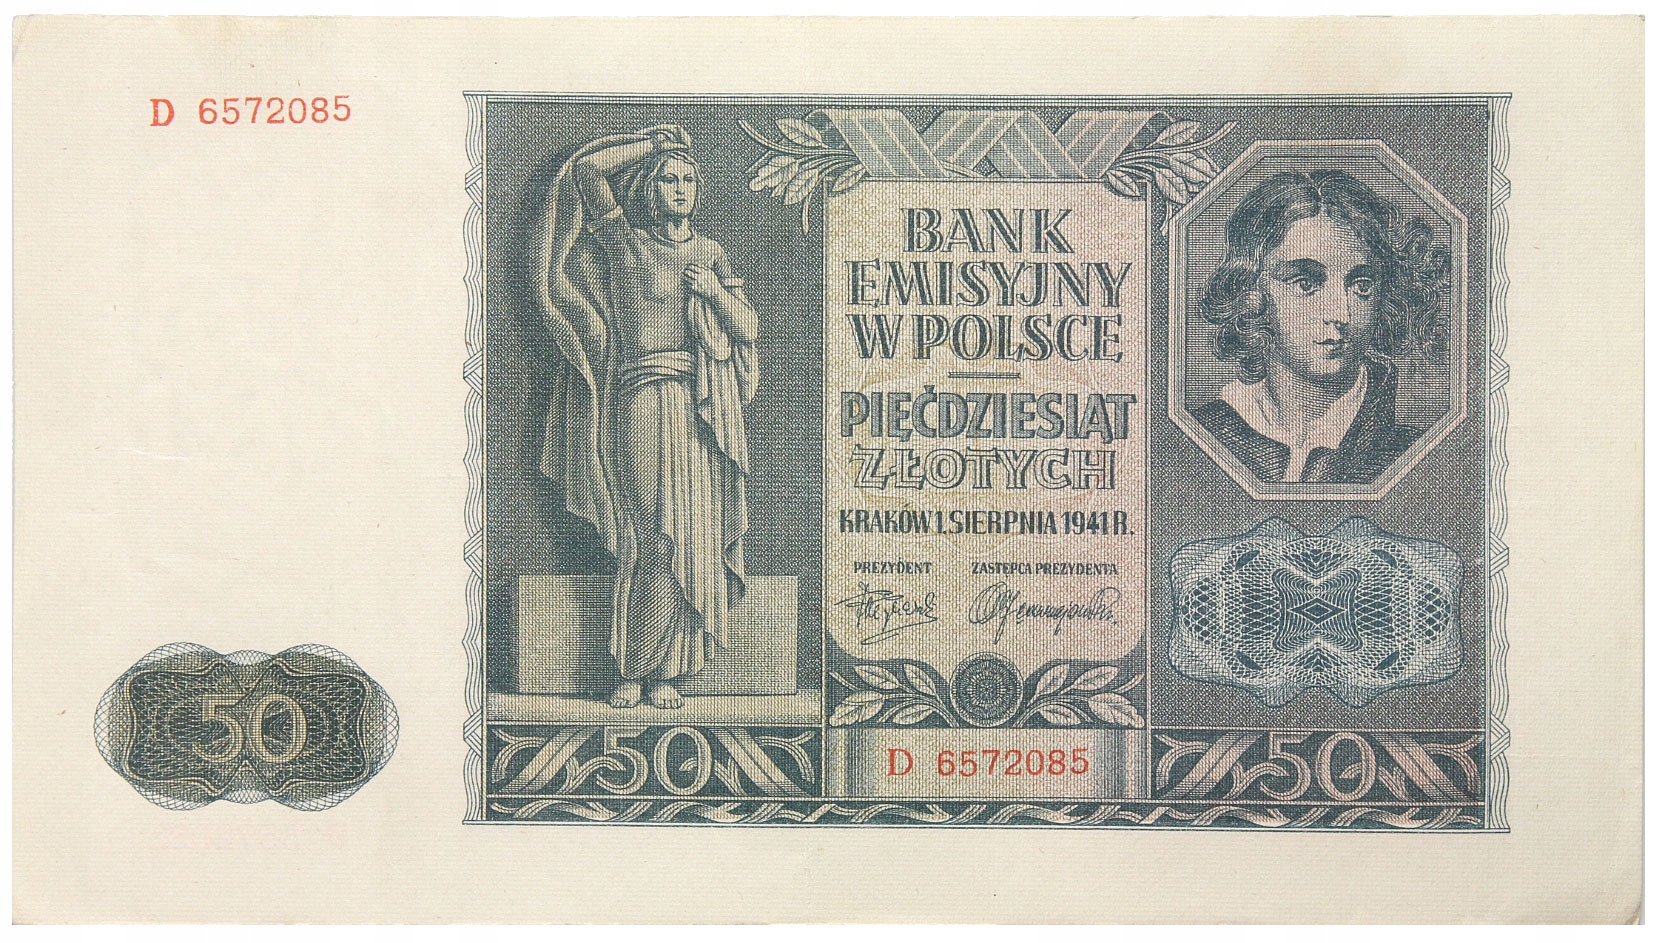 D 6572085
BANK
EMISYJNY
W POLSCE
PIĘĆDZIESIĄT
ZŁOTYCH
KRAKÓW 1. SIERPNIA 1941 R.
PREZYDENT ZASTĘPCA PREZYDENTA
50
50
D 6572085
50